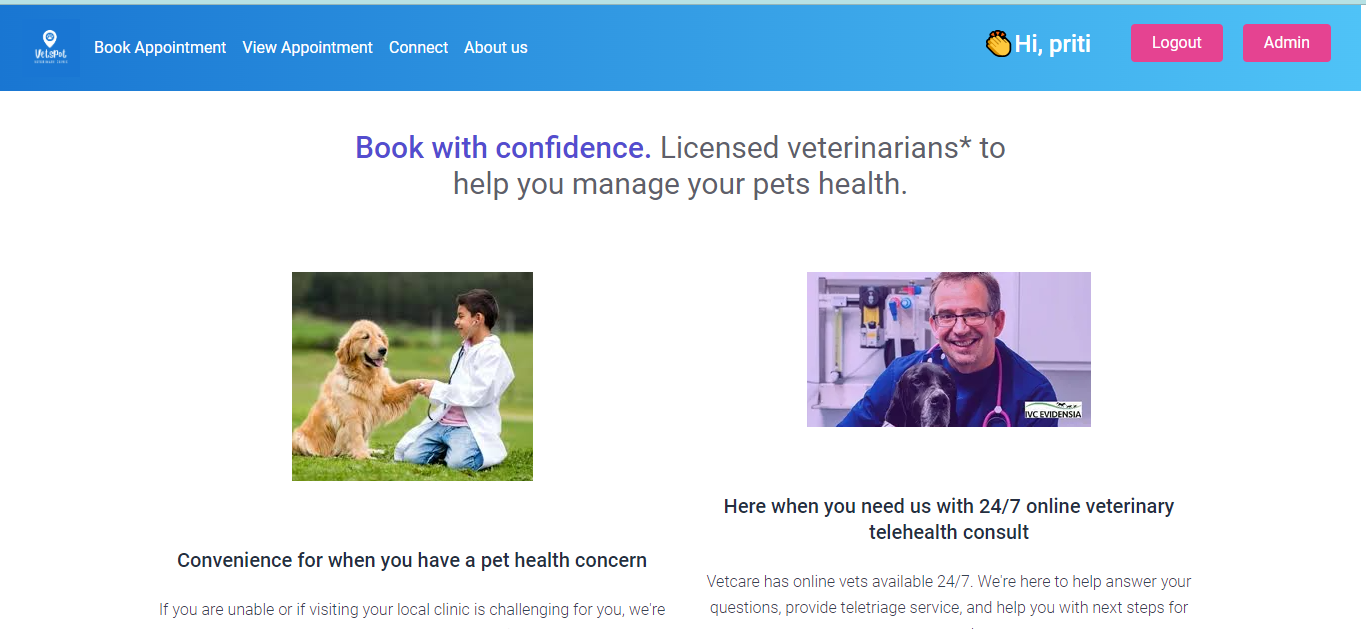 VetSpot
Book Appointment View Appointment Connect About us
Hi, priti
Logout Admin
Book with confidence. Licensed veterinarians* to
help you manage your pets health.
IVC EVIDENSIA
Convenience for when you have a pet health concern
If you are unable or if visiting your local clinic is challenging for you, we're
Here when you need us with 24/7 online veterinary
telehealth consult
Vetcare has online vets available 24/7. We're here to help answer your
questions, provide teletriage service, and help you with next steps for